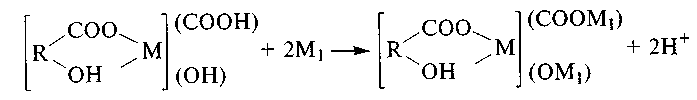 [R COO OH M] (COOH) (OH) + 2M₁ → [R COO OH M] (COOM₁) (OM₁) + 2H⁺